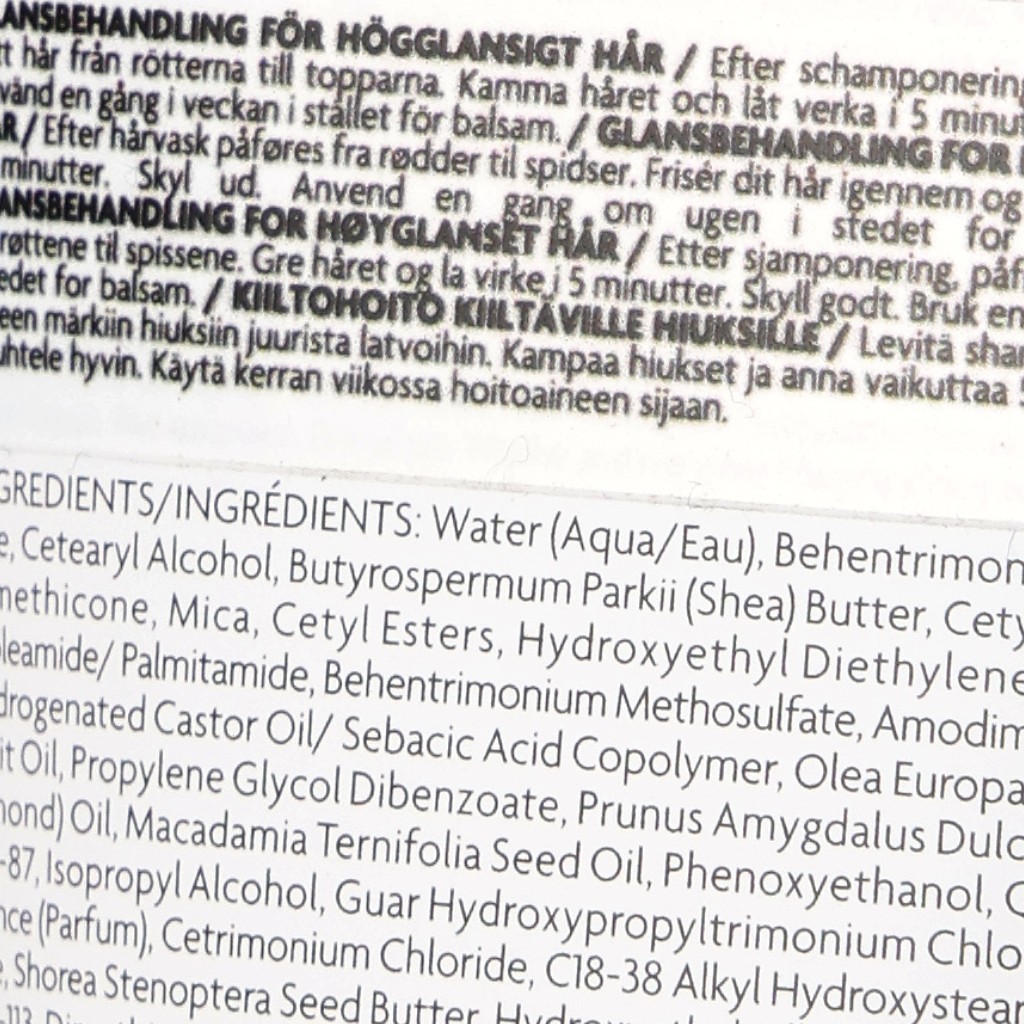 ANSBEHANDLING FÖR HÖGGLANSIGT HÅR / Efter schamponering
tt hår från rötterna till topparna. Kamma håret och låt verka i 5 minut
vänd en gång i veckan i stället för balsam. / GLANSBEHANDLING FOR
R / Efter hårvask påføres fra rødder til spidser. Frisér dit hår igennem og
minutter. Skyl ud. Anvend en gang om ugen i stedet for
ANSBEHANDLING FOR HØYGLANSET HÅR / Etter sjamponering, påf
røttene til spissene. Gre håret og la virke i 5 minutter. Skyll godt. Bruk en
edet for balsam. / KIILTOHOITO KIILTÄVILLE HIUKSILLE / Levitä sha
een märkiin hiuksiin juurista latvoihin. Kampaa hiukset ja anna vaikuttaa 5
uhtele hyvin. Käytä kerran viikossa hoitoaineen sijaan.
GREDIENTS/INGRÉDIENTS: Water (Aqua/Eau), Behentrimon
e, Cetearyl Alcohol, Butyrospermum Parkii (Shea) Butter, Cety
methicone, Mica, Cetyl Esters, Hydroxyethyl Diethylene
leamide/ Palmitamide, Behentrimonium Methosulfate, Amodim
drogenated Castor Oil/ Sebacic Acid Copolymer, Olea Europa
it Oil, Propylene Glycol Dibenzoate, Prunus Amygdalus Dulc
mond) Oil, Macadamia Ternifolia Seed Oil, Phenoxyethanol, C
-87, Isopropyl Alcohol, Guar Hydroxypropyltrimonium Chlo
nce (Parfum), Cetrimonium Chloride, C18-38 Alkyl Hydroxystear
, Shorea Stenoptera Seed Butter,
-113,